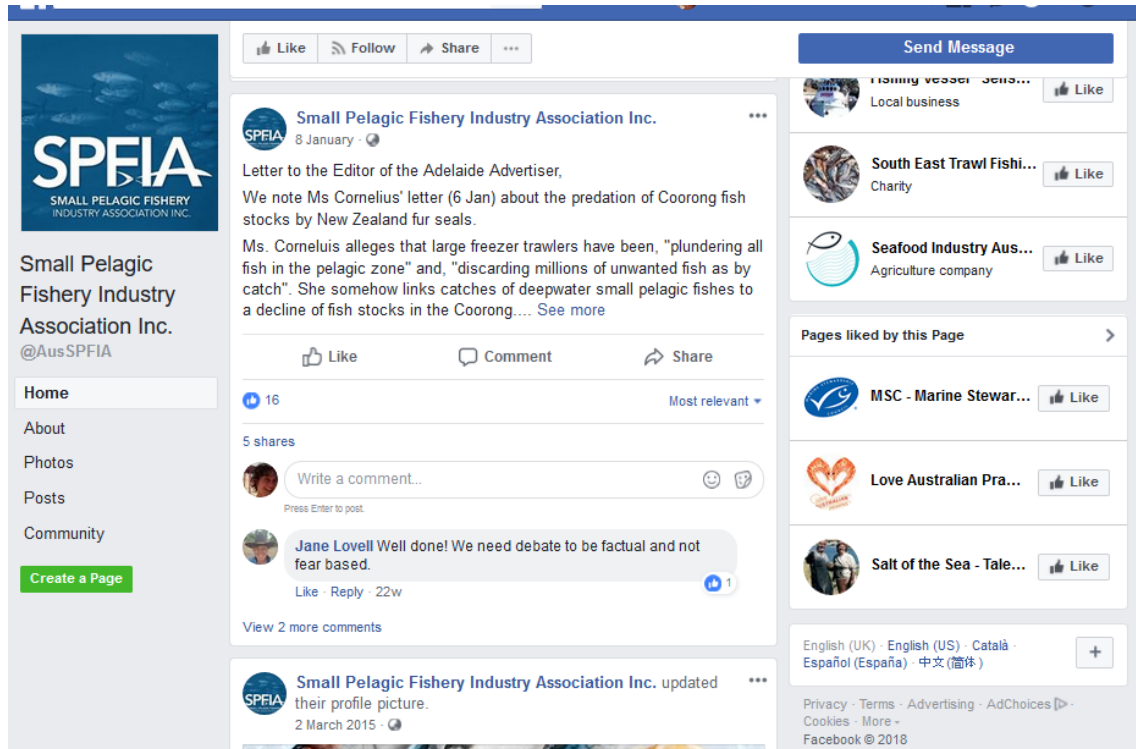 SPFIA
SMALL PELAGIC FISHERY
INDUSTRY ASSOCIATION INC.
Small Pelagic
Fishery Industry
Association Inc.
@AusSPFIA
Home
About
Photos
Posts
Community
Create a Page
Like
Follow
Share
Small Pelagic Fishery Industry Association Inc.
SPFIA
8 January ·
Letter to the Editor of the Adelaide Advertiser,
We note Ms Cornelius' letter (6 Jan) about the predation of Coorong fish
stocks by New Zealand fur seals.
Ms. Corneluis alleges that large freezer trawlers have been, "plundering all
fish in the pelagic zone" and, "discarding millions of unwanted fish as by
catch". She somehow links catches of deepwater small pelagic fishes to
a decline of fish stocks in the Coorong.... See more
Like Comment Share
16 Most relevant
5 shares
Write a comment...
Press Enter to post.
Jane Lovell Well done! We need debate to be factual and not
fear based.
1
Like · Reply · 22w
View 2 more comments
Small Pelagic Fishery Industry Association Inc. updated
SPFIA
their profile picture.
2 March 2015 ·
Send Message
Fishing Vessel - Sens...
Local business
Like
South East Trawl Fishi...
Charity
Like
Seafood Industry Aus...
Agriculture company
Like
Pages liked by this Page
MSC - Marine Stewar...
Like
Love Australian Pra...
Like
Salt of the Sea - Tale...
Like
English (UK) · English (US) · Català ·
Español (España) · 中文(简体)
+
Privacy · Terms · Advertising · AdChoices ·
Cookies · More
Facebook © 2018